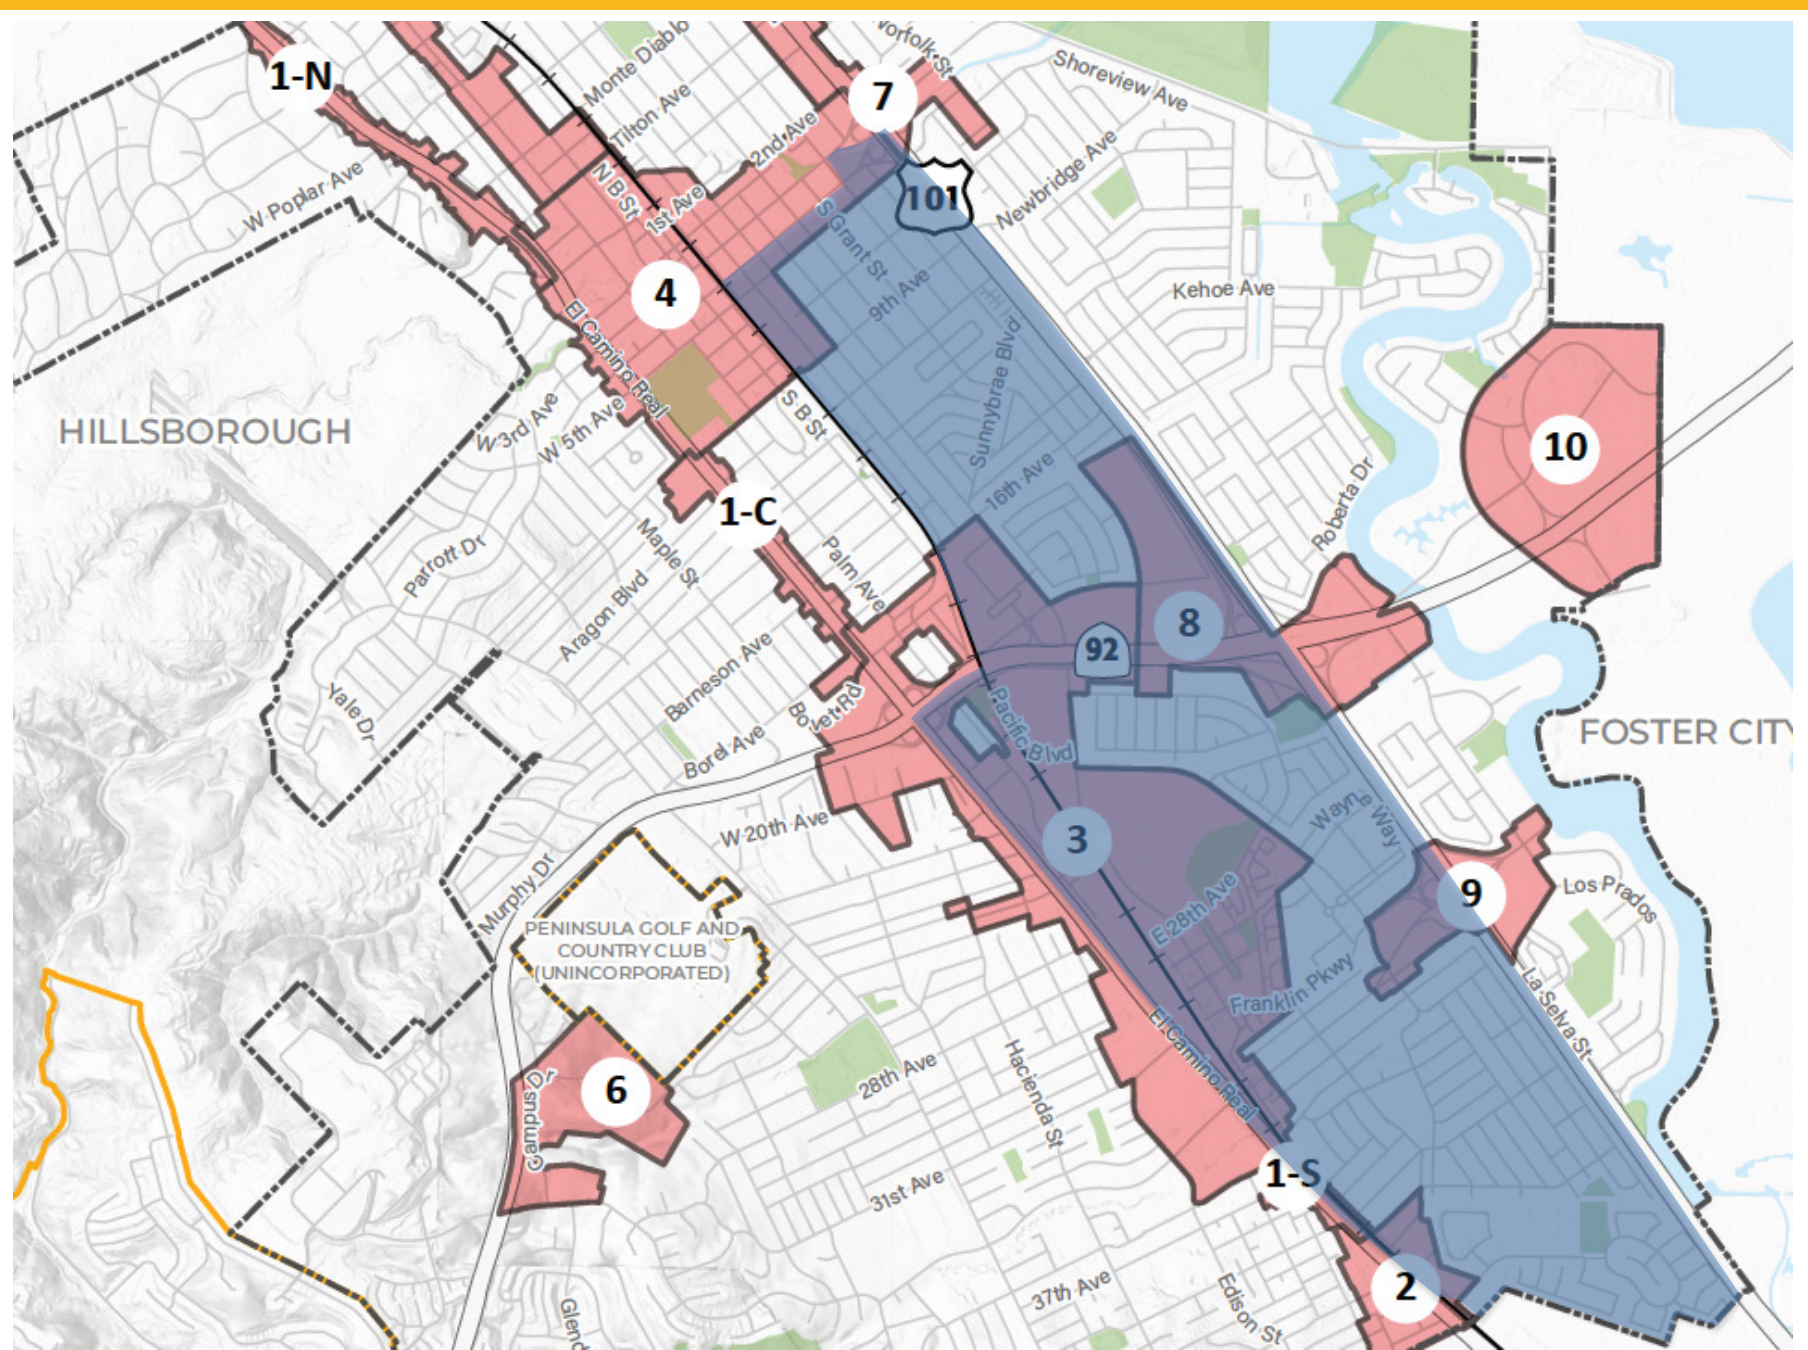 Norfolk St
1-N
Monte Diablo
Shoreview Ave
7
Tilton Ave
2nd Ave
W Poplar Ave
N B St
1st Ave
101
Newbridge Ave
S Grant St
4
9th Ave
Kehoe Ave
El Camino Real
Sunnybrae Blvd
HILLSBOROUGH
W 3rd Ave
W 5th Ave
S B St
10
16th Ave
1-C
Roberta Dr
Parrott Dr
Maple St
Palm Ave
Aragon Blvd
8
92
Barneson Ave
Yale Dr
Bovet Rd
Pacific Blvd
FOSTER CITY
Borel Ave
W 20th Ave
3
Wayne Way
Murphy Dr
9
Los Prados
E 28th Ave
PENINSULA GOLF AND
COUNTRY CLUB
(UNINCORPORATED)
Franklin Pkwy
La Selva St
El Camino Real
28th Ave
Hacienda St
6
Campus Dr
1-S
31st Ave
2
37th Ave
Edison St
Glend